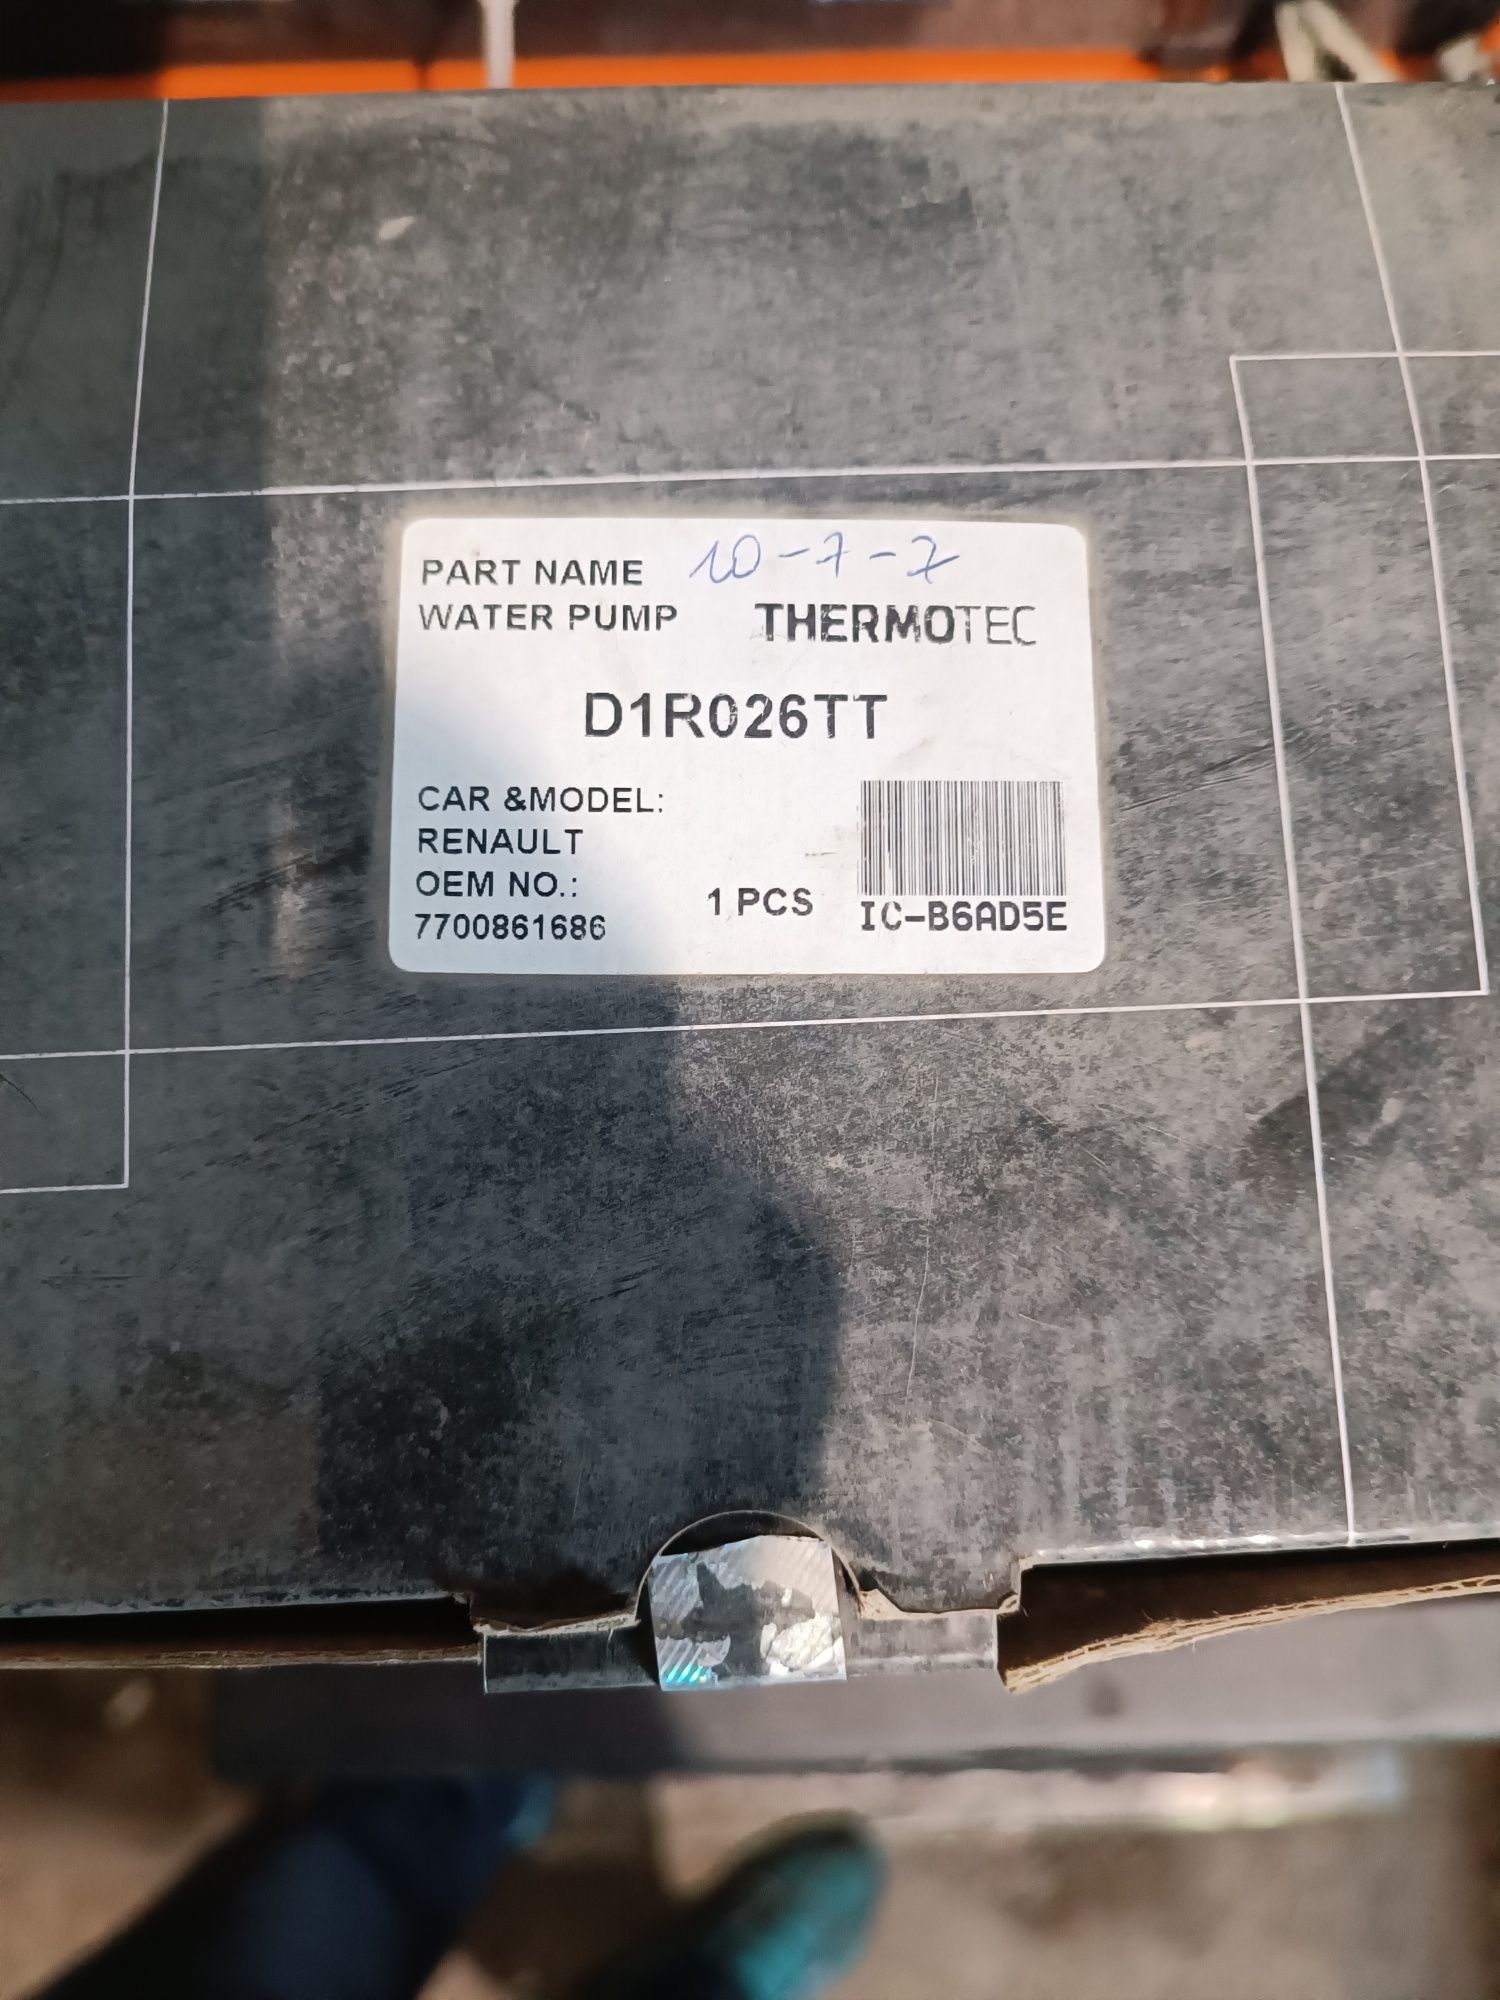 PART NAME 10-7-7
WATER PUMP THERMOTEC
D1R026TT
CAR &MODEL:
RENAULT
OEM NO.:
7700861686
1 PCS
IC-B6AD5E